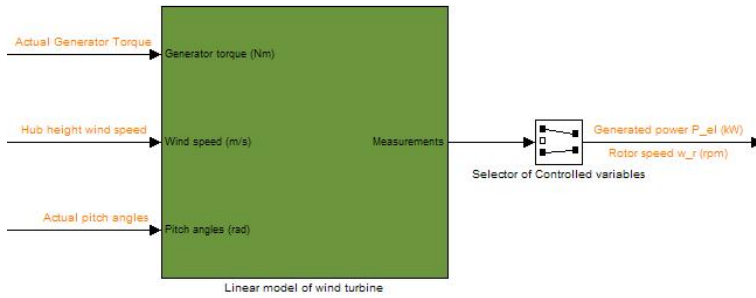 Actual Generator Torque
Generator torque (Nm)
Hub height wind speed
Wind speed (m/s)
Measurements
Generated power P_el (kW)
Rotor speed w_r (rpm)
Selector of Controlled variables
Actual pitch angles
Pitch angles (rad)
Linear model of wind turbine